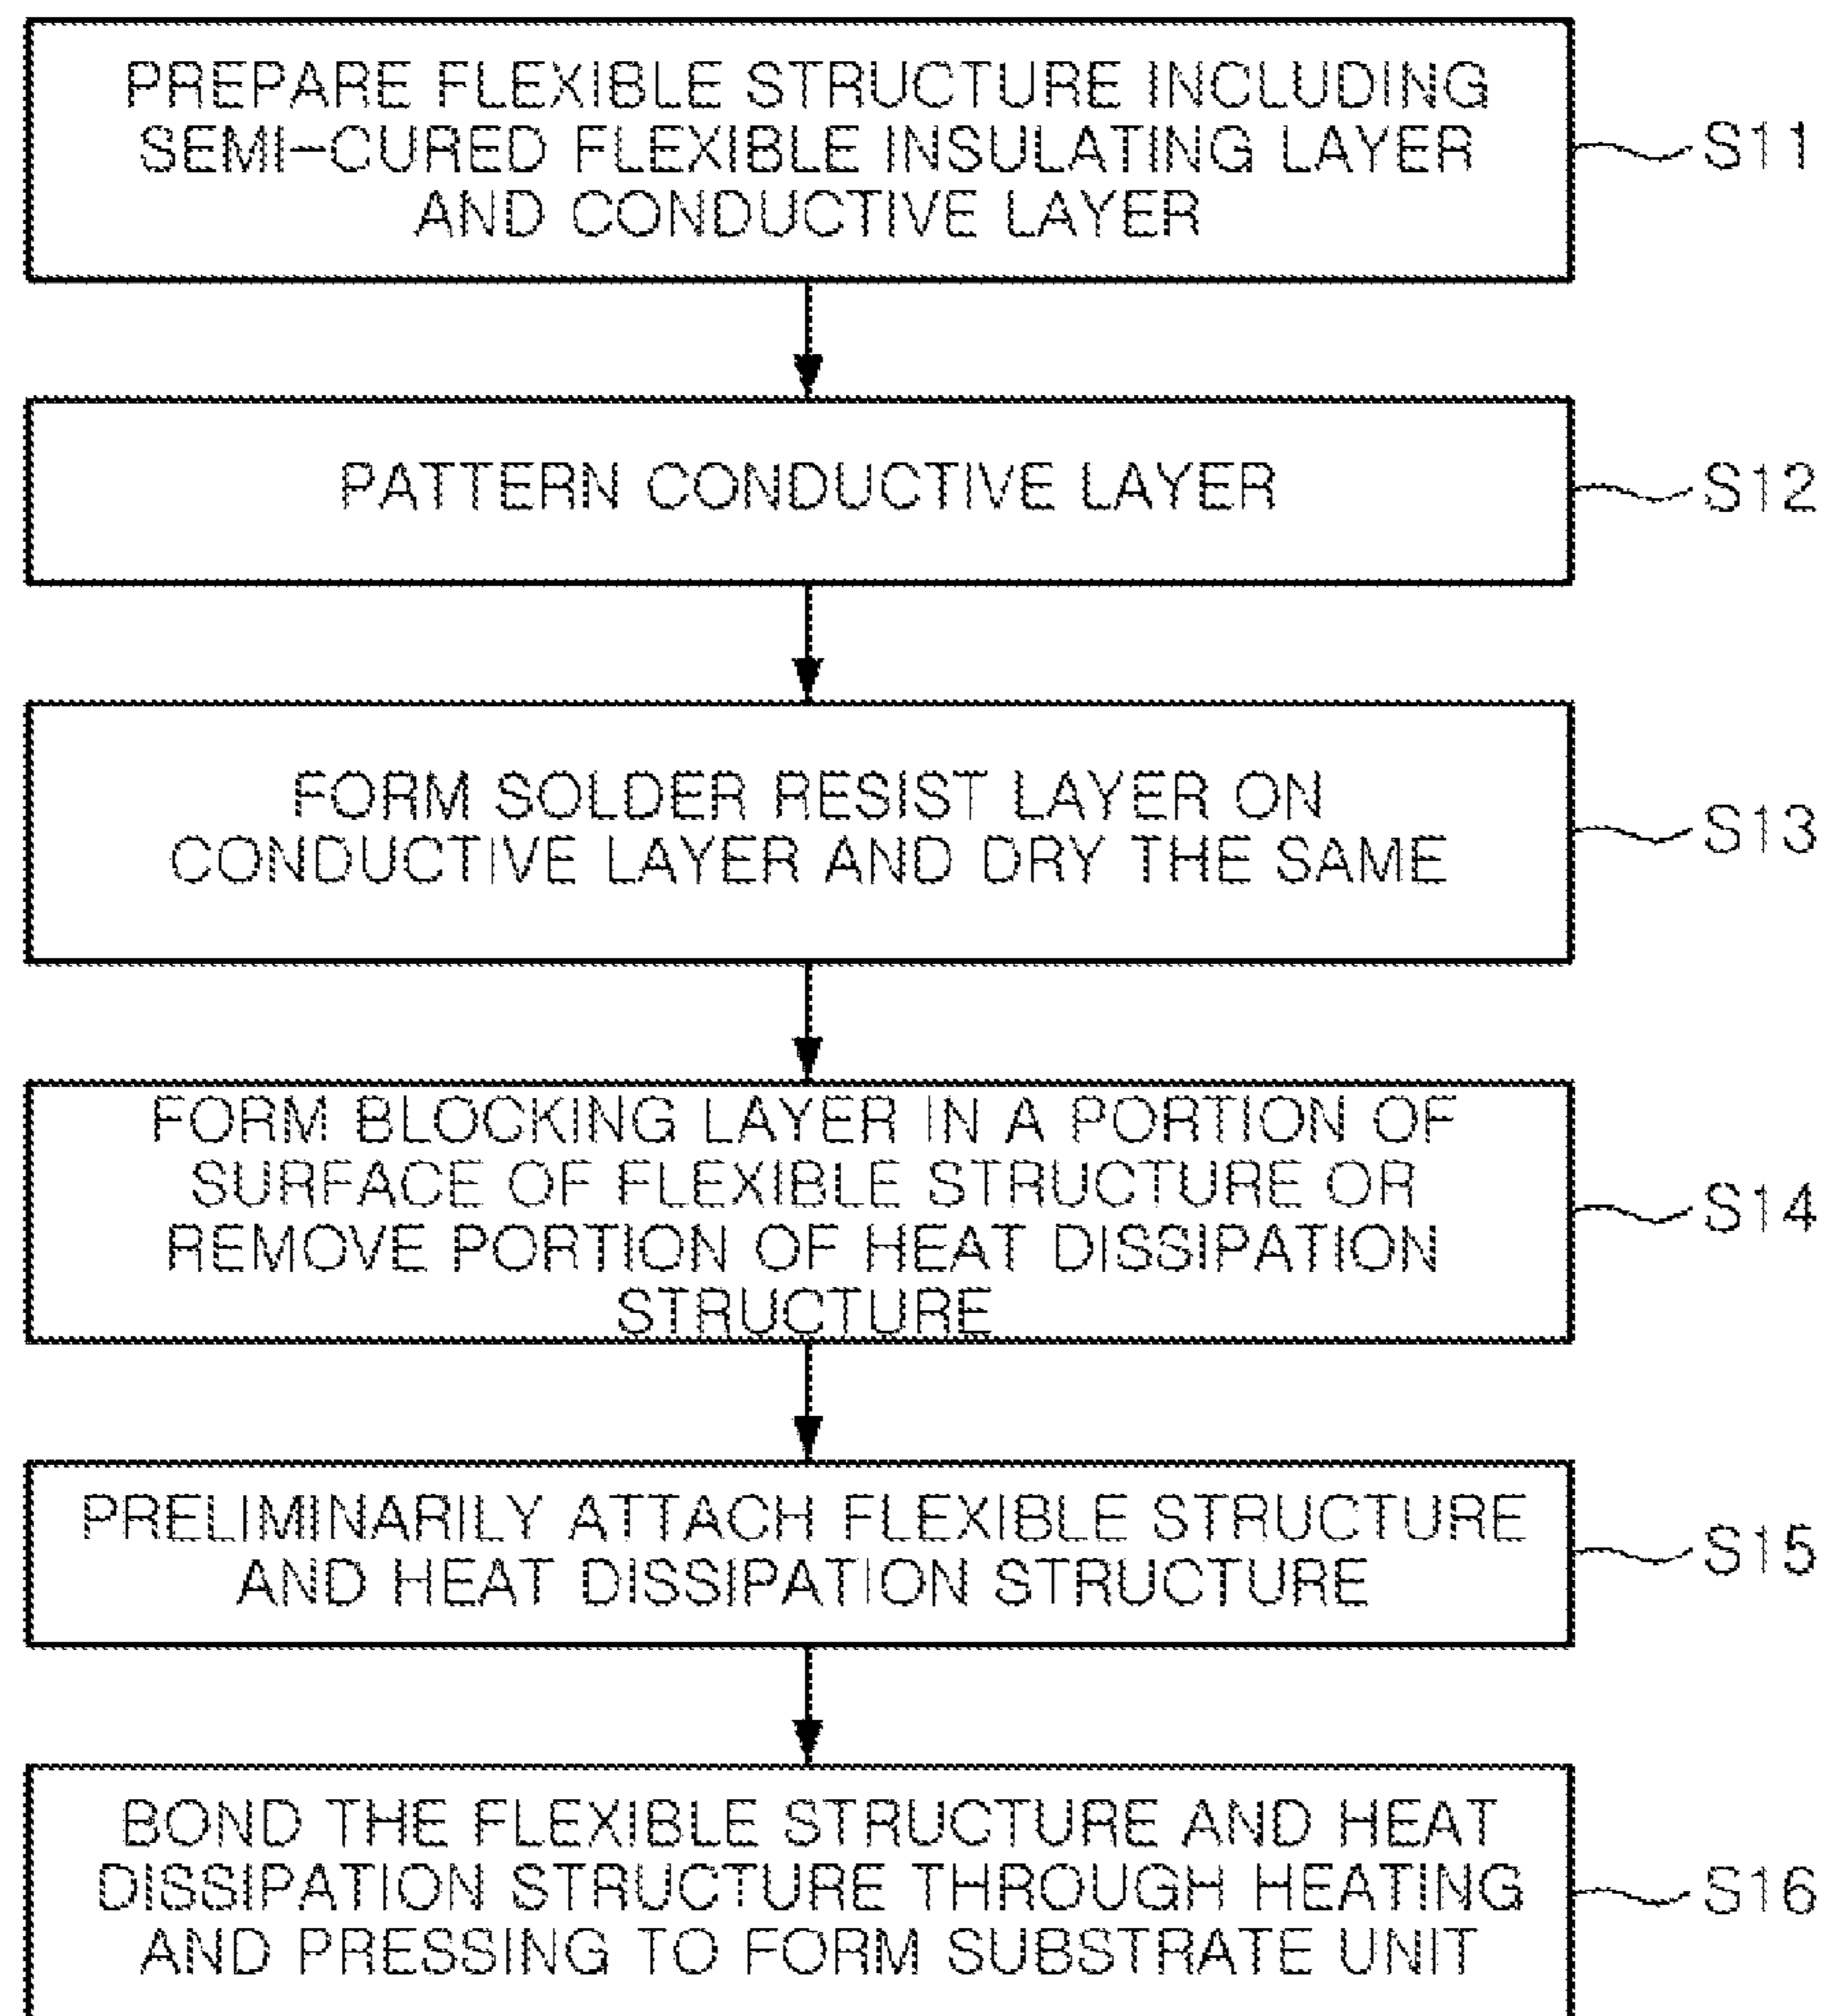 PREPARE FLEXIBLE STRUCTURE INCLUDING
SEMI-CURED FLEXIBLE INSULATING LAYER
AND CONDUCTIVE LAYER
S11
PATTERN CONDUCTIVE LAYER
S12
FORM SOLDER RESIST LAYER ON
CONDUCTIVE LAYER AND DRY THE SAME
S13
FORM BLOCKING LAYER IN A PORTION OF
SURFACE OF FLEXIBLE STRUCTURE OR
REMOVE PORTION OF HEAT DISSIPATION
STRUCTURE
S14
PRELIMINARILY ATTACH FLEXIBLE STRUCTURE
AND HEAT DISSIPATION STRUCTURE
S15
BOND THE FLEXIBLE STRUCTURE AND HEAT
DISSIPATION STRUCTURE THROUGH HEATING
AND PRESSING TO FORM SUBSTRATE UNIT
S16